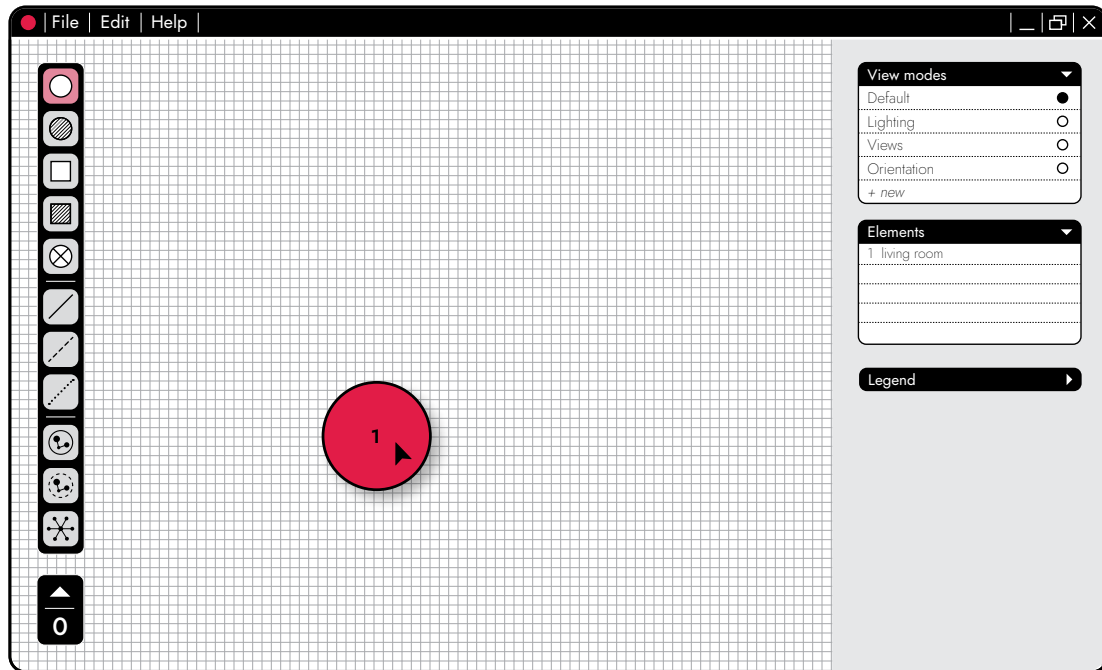 File | Edit | Help
1
0
View modes
Default
Lighting
Views
Orientation
+ new
Elements
1 living room
Legend